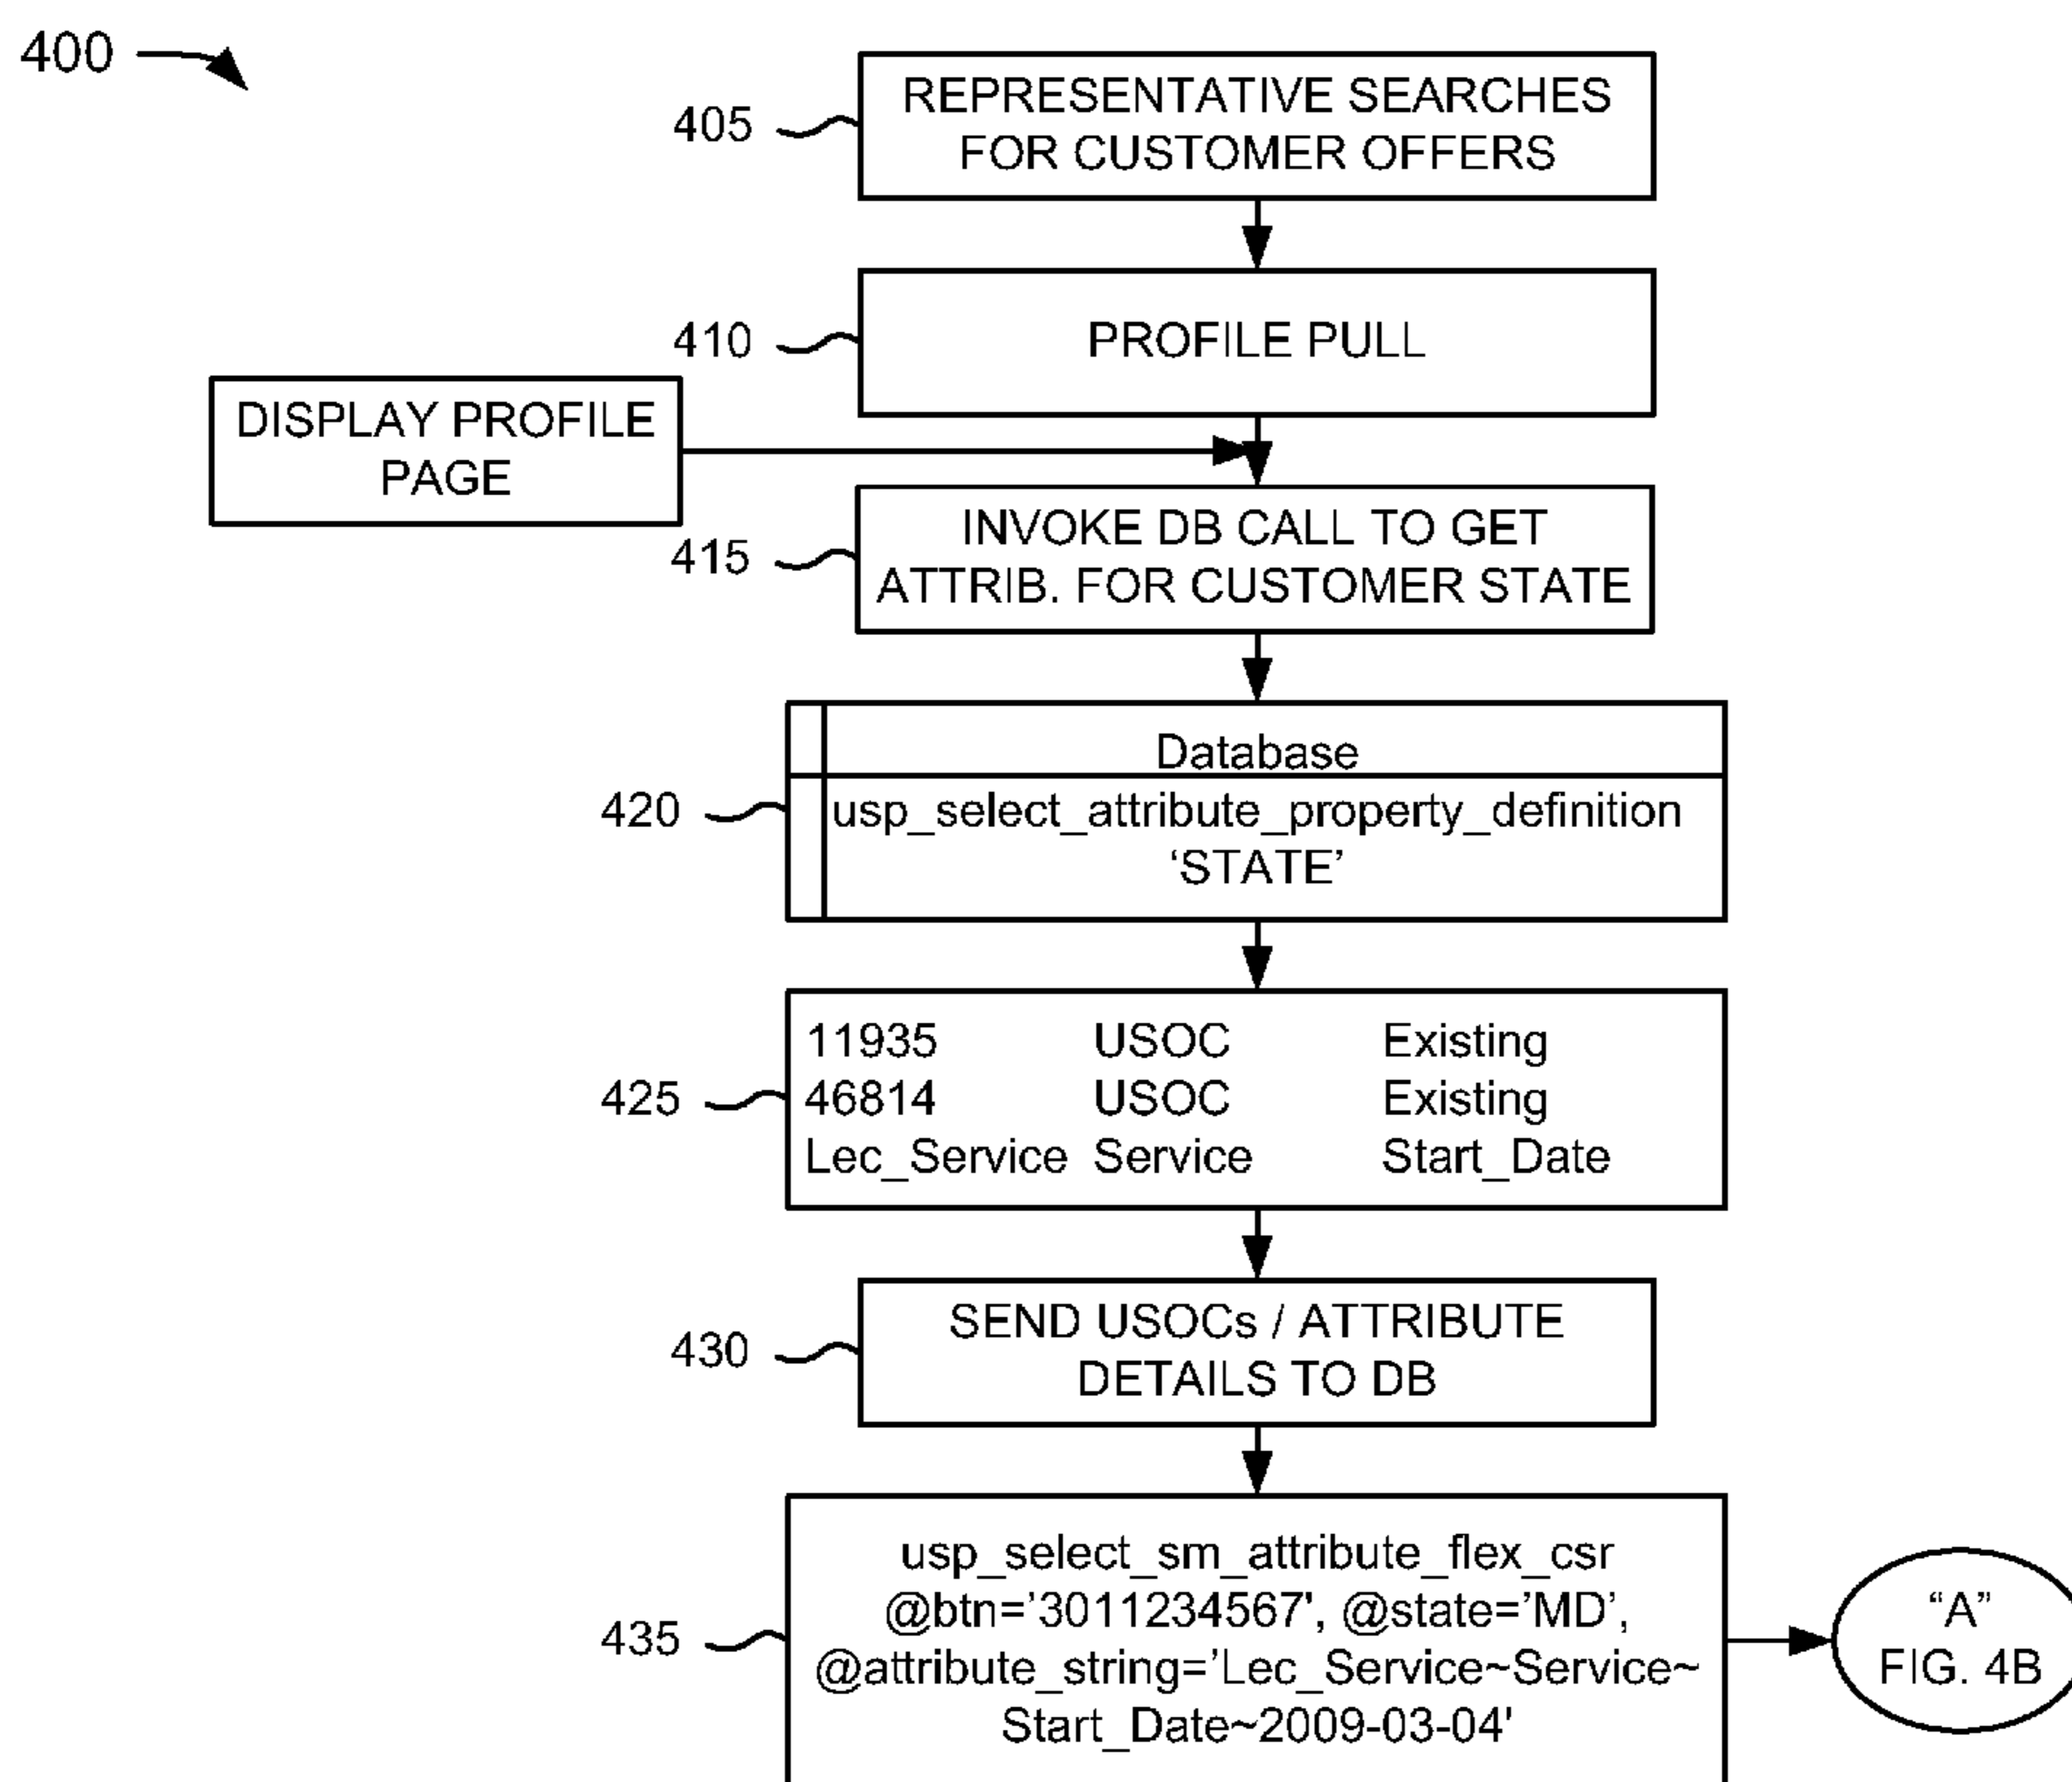 400
405
REPRESENTATIVE SEARCHES
FOR CUSTOMER OFFERS
410
PROFILE PULL
DISPLAY PROFILE
PAGE
415
INVOKE DB CALL TO GET
ATTRIB. FOR CUSTOMER STATE
420
Database
usp_select_attribute_property_definition
‘STATE’
425
11935 USOC Existing
46814 USOC Existing
Lec_Service Service Start_Date
430
SEND USOCs / ATTRIBUTE
DETAILS TO DB
435
usp_select_sm_attribute_flex_csr
@btn=’3011234567', @state=’MD’,
@attribute_string=’Lec_Service~Service~
Start_Date~2009-03-04'
“A”
FIG. 4B